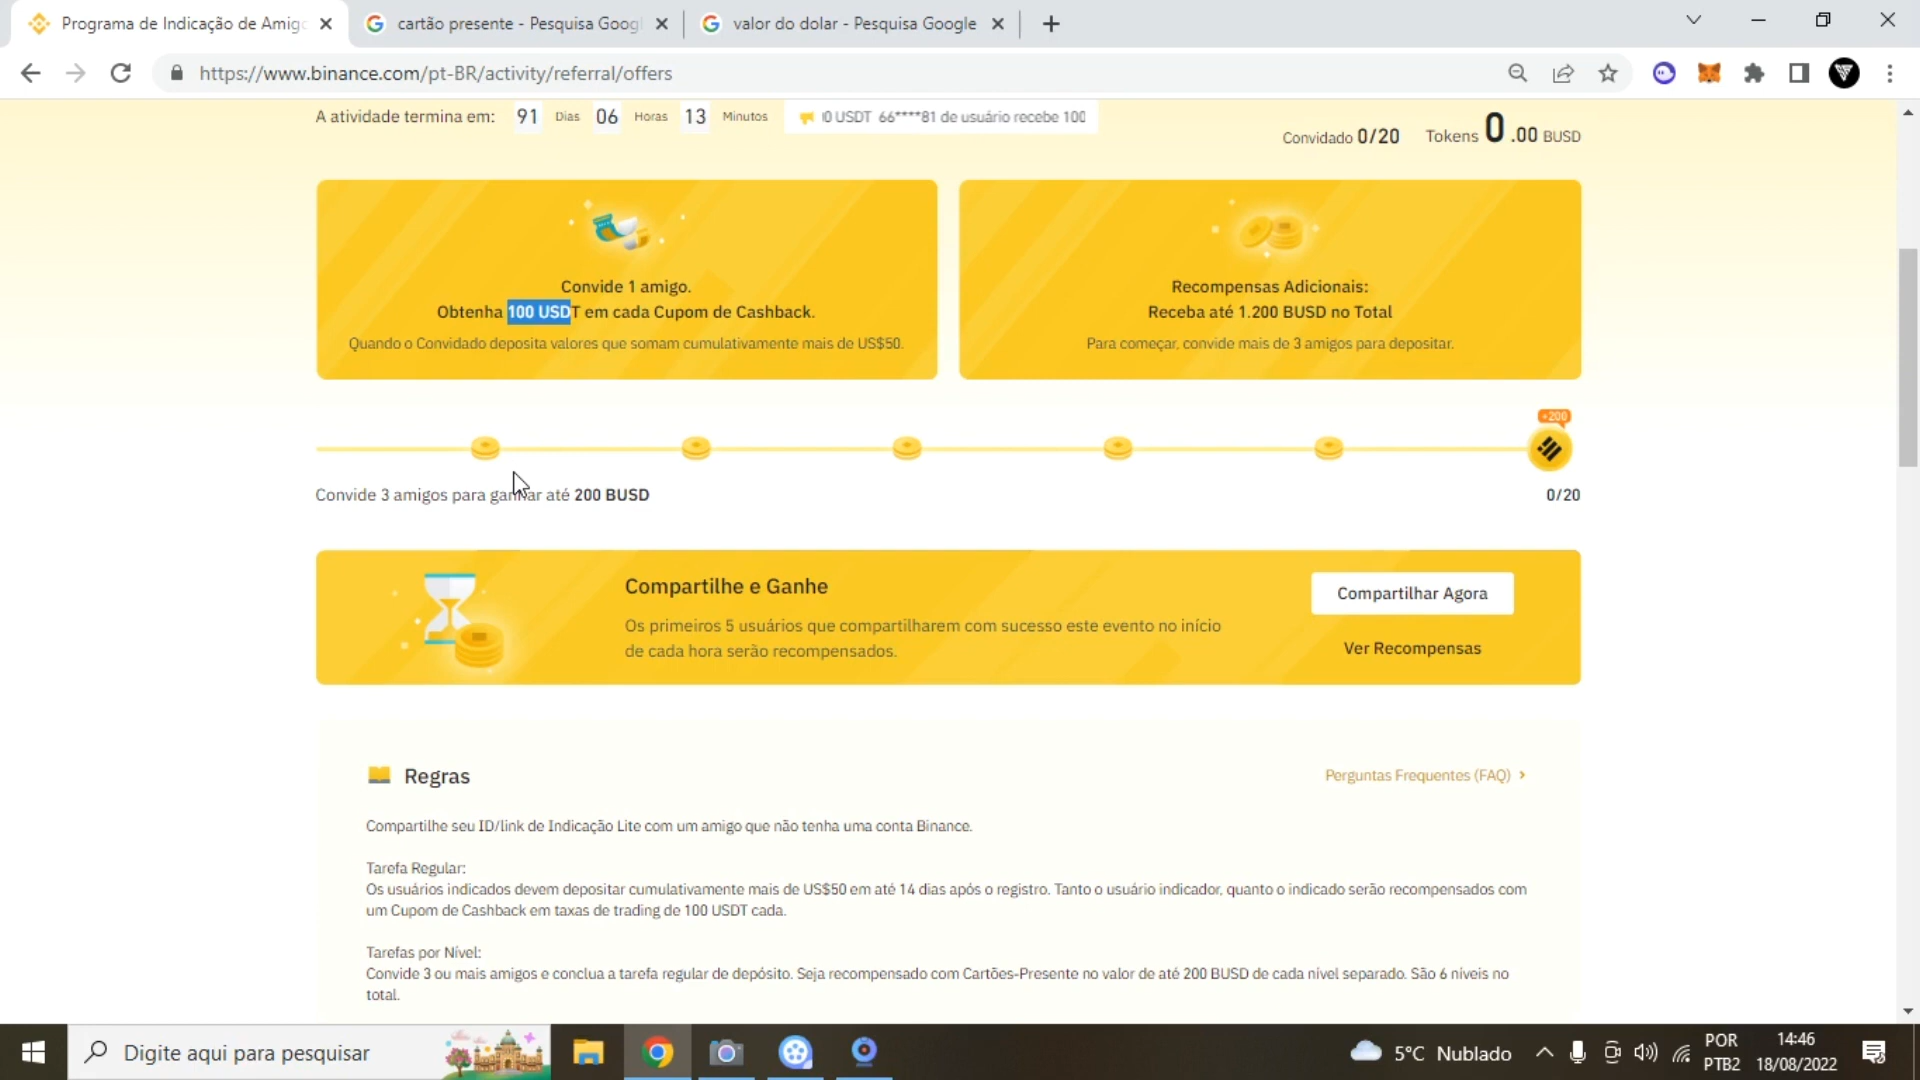 Programa de Indicação de Amigo
cartão presente - Pesquisa Goog
valor do dolar - Pesquisa Google
https://www.binance.com/pt-BR/activity/referral/offers
A atividade termina em: 91 Dias 06 Horas 13 Minutos
USDT 66****81 de usuário recebe 100
Convidado 0/20 Tokens 0.00 BUSD
Convide 1 amigo.
Obtenha 100 USDT em cada Cupom de Cashback.
Quando o Convidado deposita valores que somam cumulativamente mais de US$50.
Recompensas Adicionais:
Receba até 1.200 BUSD no Total
Para começar, convide mais de 3 amigos para depositar.
+200
Convide 3 amigos para ganhar até 200 BUSD
0/20
Compartilhe e Ganhe
Os primeiros 5 usuários que compartilharem com sucesso este evento no início
de cada hora serão recompensados.
Compartilhar Agora
Ver Recompensas
Regras
Perguntas Frequentes (FAQ)
Compartilhe seu ID/link de Indicação Lite com um amigo que não tenha uma conta Binance.
Tarefa Regular:
Os usuários indicados devem depositar cumulativamente mais de US$50 em até 14 dias após o registro. Tanto o usuário indicador, quanto o indicado serão recompensados com
um Cupom de Cashback em taxas de trading de 100 USDT cada.
Tarefas por Nível:
Convide 3 ou mais amigos e conclua a tarefa regular de depósito. Seja recompensado com Cartões-Presente no valor de até 200 BUSD de cada nível separado. São 6 níveis no
total.
Digite aqui para pesquisar
5°C Nublado
POR
PTB2
14:46
18/08/2022